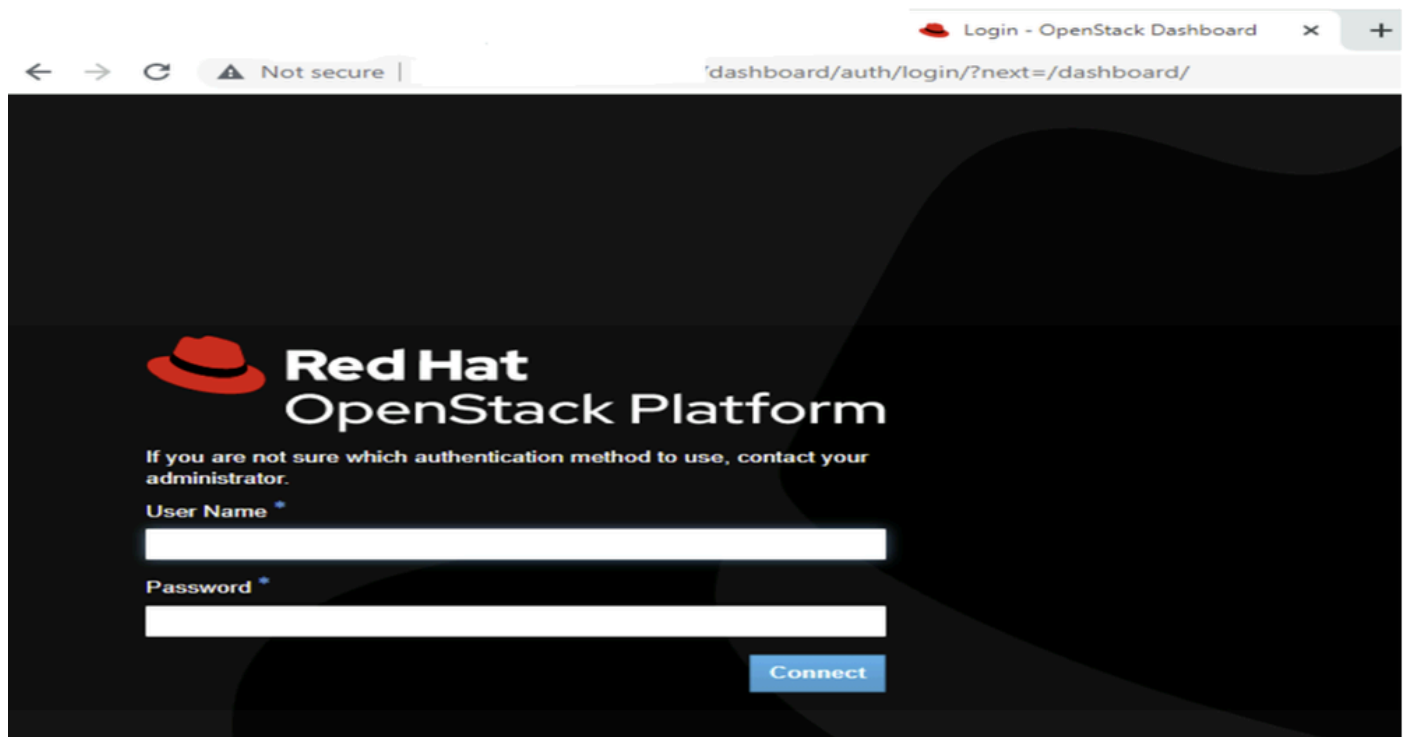 Login - OpenStack Dashboard
Not secure | /dashboard/auth/login/?next=/dashboard/
Red Hat
OpenStack Platform
If you are not sure which authentication method to use, contact your
administrator.
User Name *
Password *
Connect